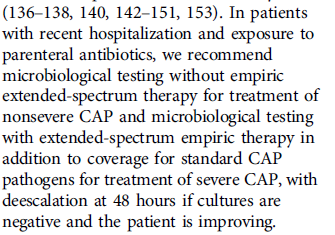 (136–138, 140, 142–151, 153). In patients
with recent hospitalization and exposure to
parenteral antibiotics, we recommend
microbiological testing without empiric
extended-spectrum therapy for treatment of
nonsevere CAP and microbiological testing
with extended-spectrum empiric therapy in
addition to coverage for standard CAP
pathogens for treatment of severe CAP, with
deescalation at 48 hours if cultures are
negative and the patient is improving.